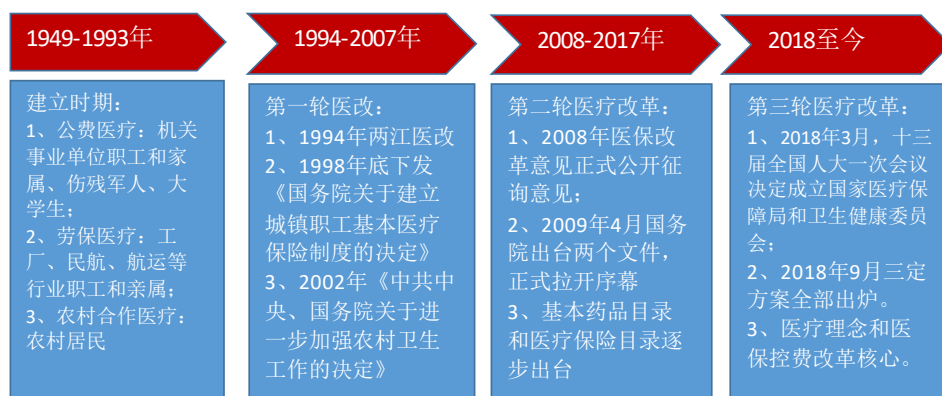 1949-1993年
建立时期：
1、公费医疗：机关
事业单位职工和家
属、伤残军人、大
学生；
2、劳保医疗：工
厂、民航、航运等
行业职工和亲属；
3、农村合作医疗：
农村居民
1994-2007年
第一轮医改：
1、1994年两江医改
2、1998年底下发
《国务院关于建立
城镇职工基本医疗
保险制度的决定》
3、2002年《中共中
央、国务院关于进
一步加强农村卫生
工作的决定》
2008-2017年
第二轮医疗改革：
1、2008年医保改
革意见正式公开征
询意见；
2、2009年4月国务
院出台两个文件，
正式拉开序幕
3、基本药品目录
和医疗保险目录逐
步出台
2018至今
第三轮医疗改革：
1、2018年3月，十三
届全国人大一次会议
决定成立国家医疗保
障局和卫生健康委员
会；
2、2018年9月三定
方案全部出炉。
3、医疗理念和医
保控费改革核心。